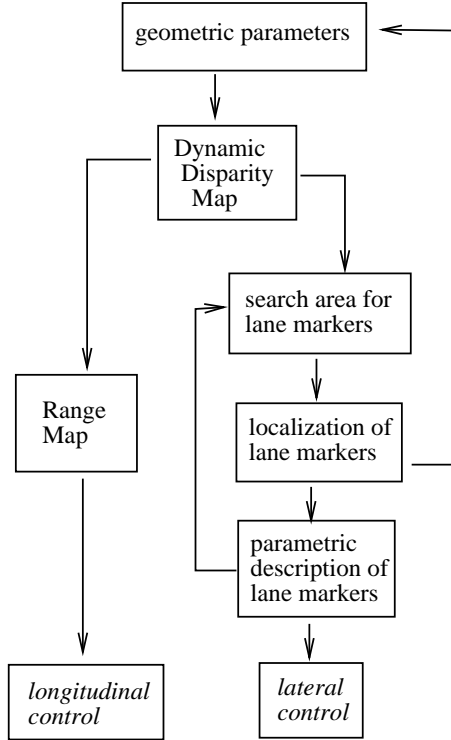 geometric parameters
Dynamic
Disparity
Map
search area for
lane markers
Range
Map
localization of
lane markers
parametric
description of
lane markers
longitudinal
control
lateral
control